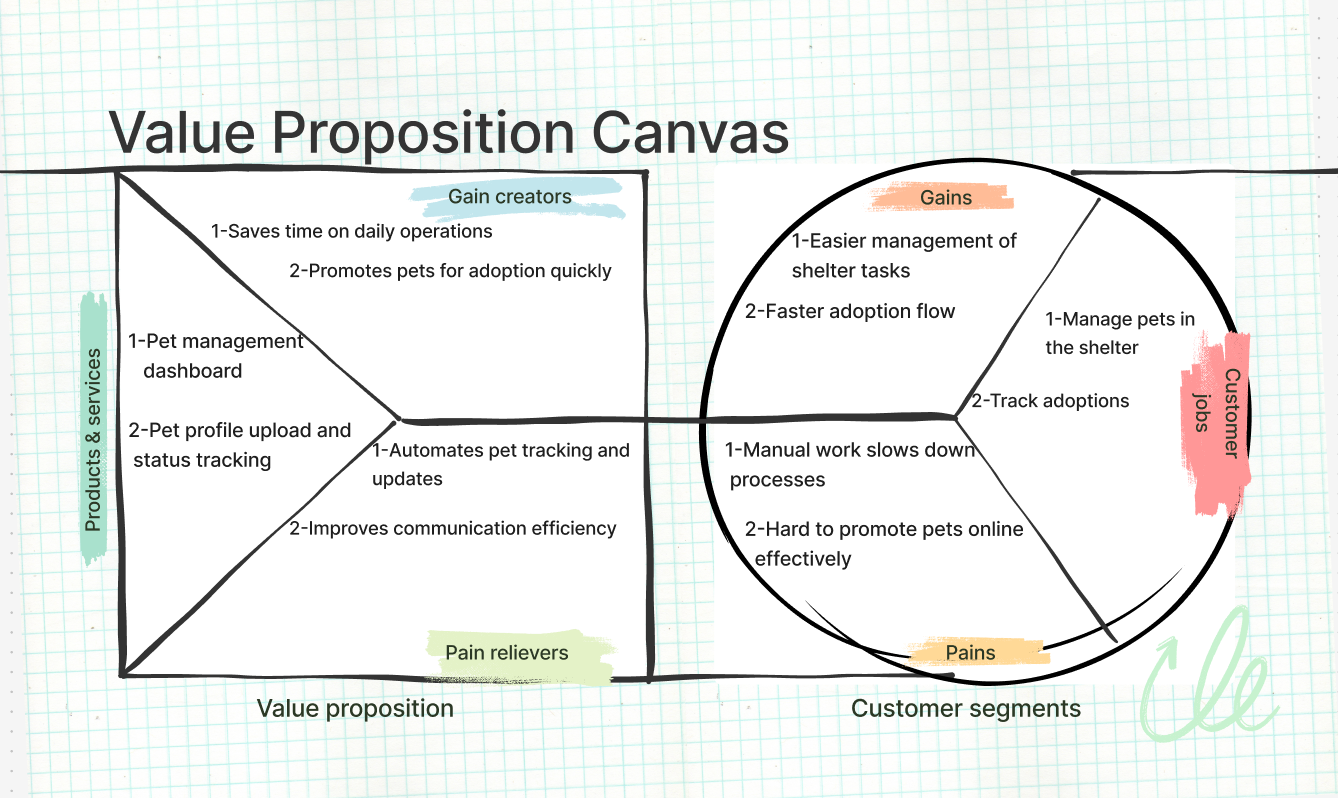 Value Proposition Canvas
Gain creators
1-Saves time on daily operations
2-Promotes pets for adoption quickly
Products & services
1-Pet management
dashboard
2-Pet profile upload and
status tracking
1-Automates pet tracking and
updates
2-Improves communication efficiency
Pain relievers
Value proposition
Gains
1-Easier management of
shelter tasks
2-Faster adoption flow
1-Manage pets in
the shelter
2-Track adoptions
Customer
jobs
1-Manual work slows down
processes
2-Hard to promote pets online
effectively
Pains
Customer segments